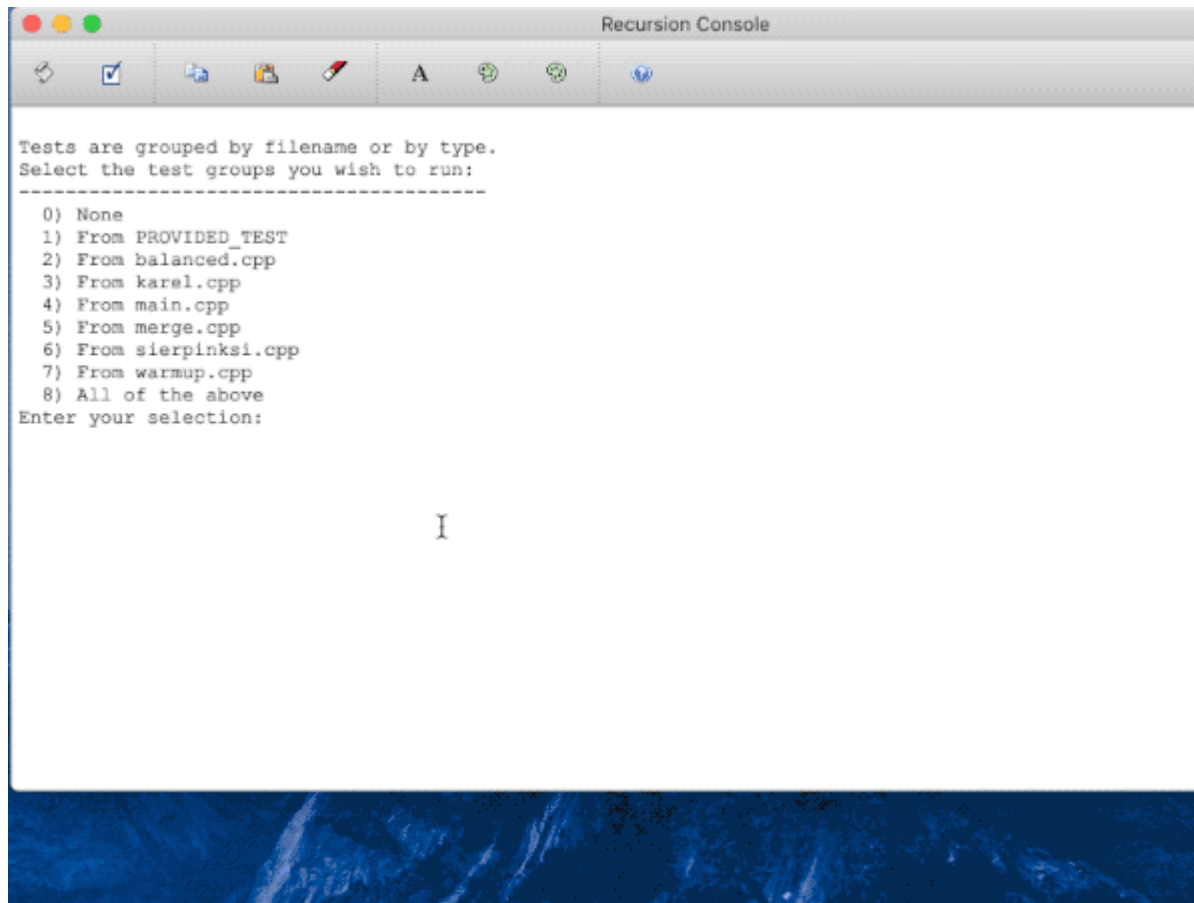 Recursion Console
A
Tests are grouped by filename or by type.
Select the test groups you wish to run:
----------------------------------------
0) None
1) From PROVIDED_TEST
2) From balanced.cpp
3) From karel.cpp
4) From main.cpp
5) From merge.cpp
6) From sierpinksi.cpp
7) From warmup.cpp
8) All of the above
Enter your selection: